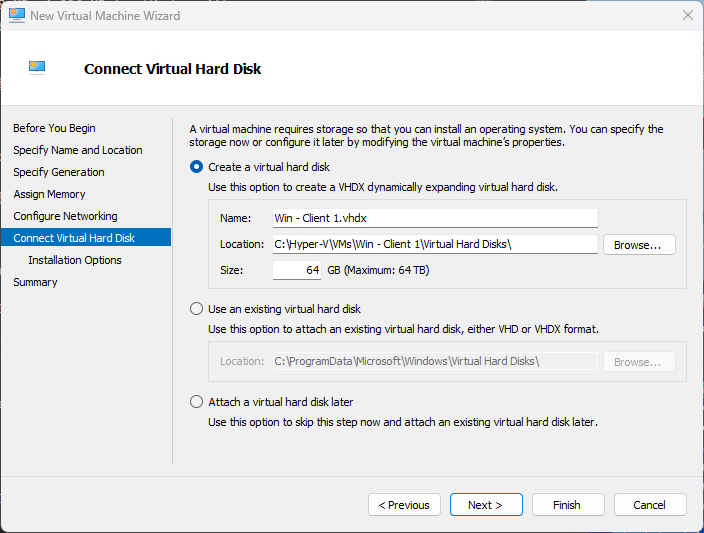 New Virtual Machine Wizard
Connect Virtual Hard Disk
Before You Begin
Specify Name and Location
Specify Generation
Assign Memory
Configure Networking
Connect Virtual Hard Disk
Installation Options
Summary
A virtual machine requires storage so that you can install an operating system. You can specify the
storage now or configure it later by modifying the virtual machine's properties.
Create a virtual hard disk
Use this option to create a VHDX dynamically expanding virtual hard disk.
Name: Win - Client 1.vhdx
Location: C:\Hyper-V\VMs\Win - Client 1\Virtual Hard Disks\ Browse...
Size: 64 GB (Maximum: 64 TB)
Use an existing virtual hard disk
Use this option to attach an existing virtual hard disk, either VHD or VHDX format.
Location: C:\ProgramData\Microsoft\Windows\Virtual Hard Disks\ Browse...
Attach a virtual hard disk later
Use this option to skip this step now and attach an existing virtual hard disk later.
< Previous Next > Finish Cancel